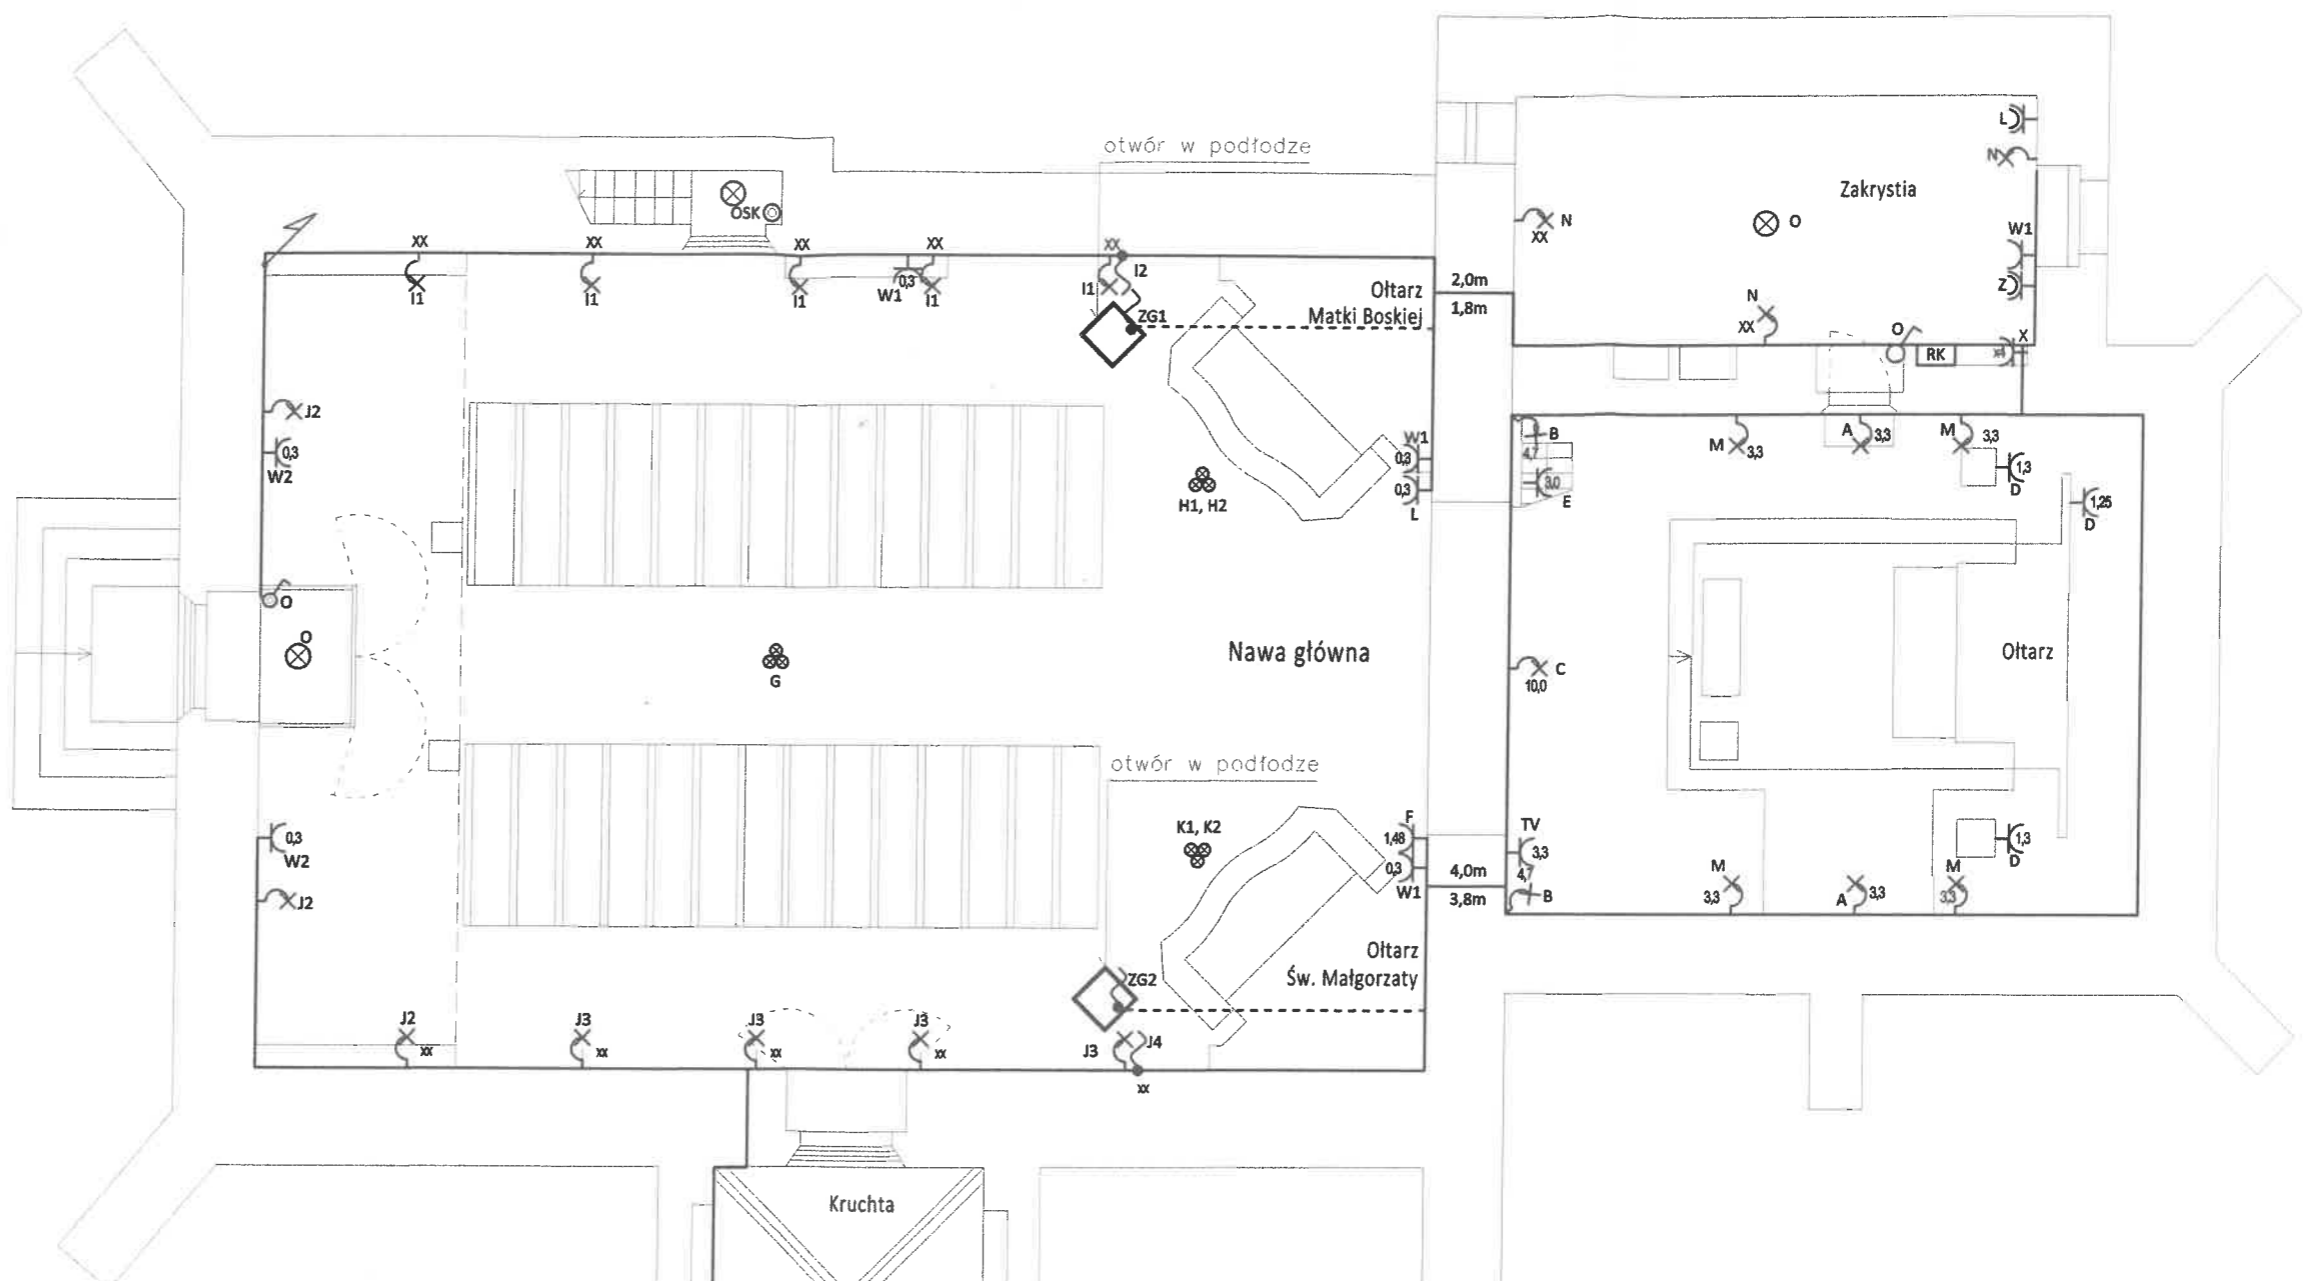 otwór w podłodze
L
N
Zakrystia
OSK
N
XX
O
W1
XX
XX
XX
XX
XX
I1
I1
I1
W1
0,3
I1
I1
I2
Ołtarz
Matki Boskiej
2,0m
1,8m
Z
ZG1
N
XX
O
RK
X
J2
0,3
W2
W1
0,3
0,3
L
B
4,7
3,0
E
M
3,3
A
3,3
M
3,3
1,3
D
1,25
D
H1, H2
O
O
G
Nawa główna
C
10,0
Ołtarz
otwór w podłodze
0,3
W2
J2
K1, K2
F
1,48
0,3
W1
4,0m
3,8m
TV
3,3
4,7
B
M
3,3
A
3,3
M
3,3
1,3
D
Ołtarz
Św. Małgorzaty
ZG2
J2
xx
J3
xx
J3
xx
J3
xx
J3
J4
xx
Kruchta